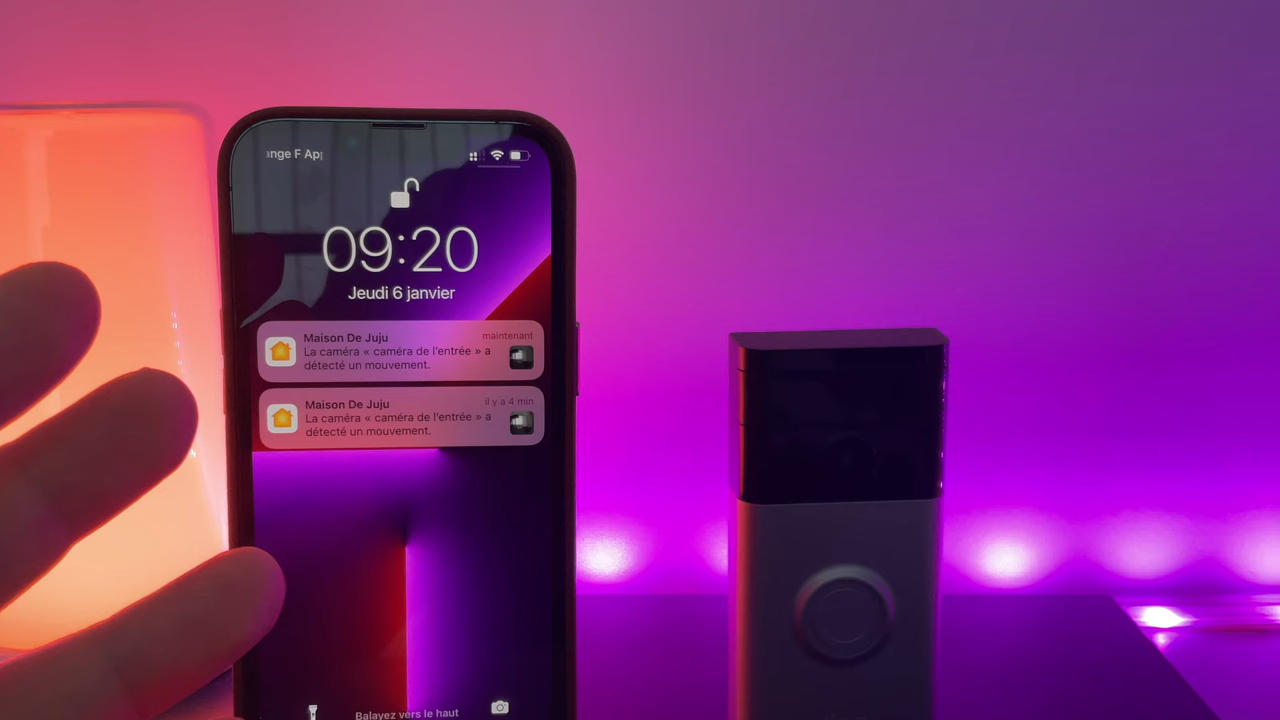 ange F App
09:20
Jeudi 6 janvier
Maison De Juju
maintenant
La caméra « caméra de l'entrée » a
détecté un mouvement.
Maison De Juju
il y a 4 min
La caméra « caméra de l'entrée » a
détecté un mouvement.
Balayez vers le haut